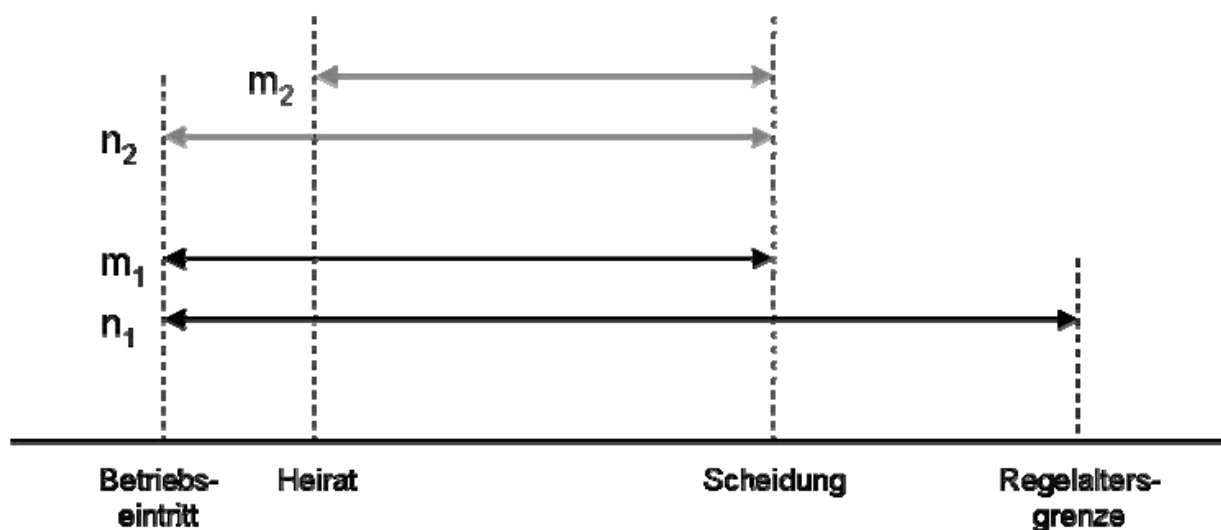 m₂
n₂
m₁
n₁
Betriebs-
eintritt
Heirat
Scheidung
Regelalters-
grenze